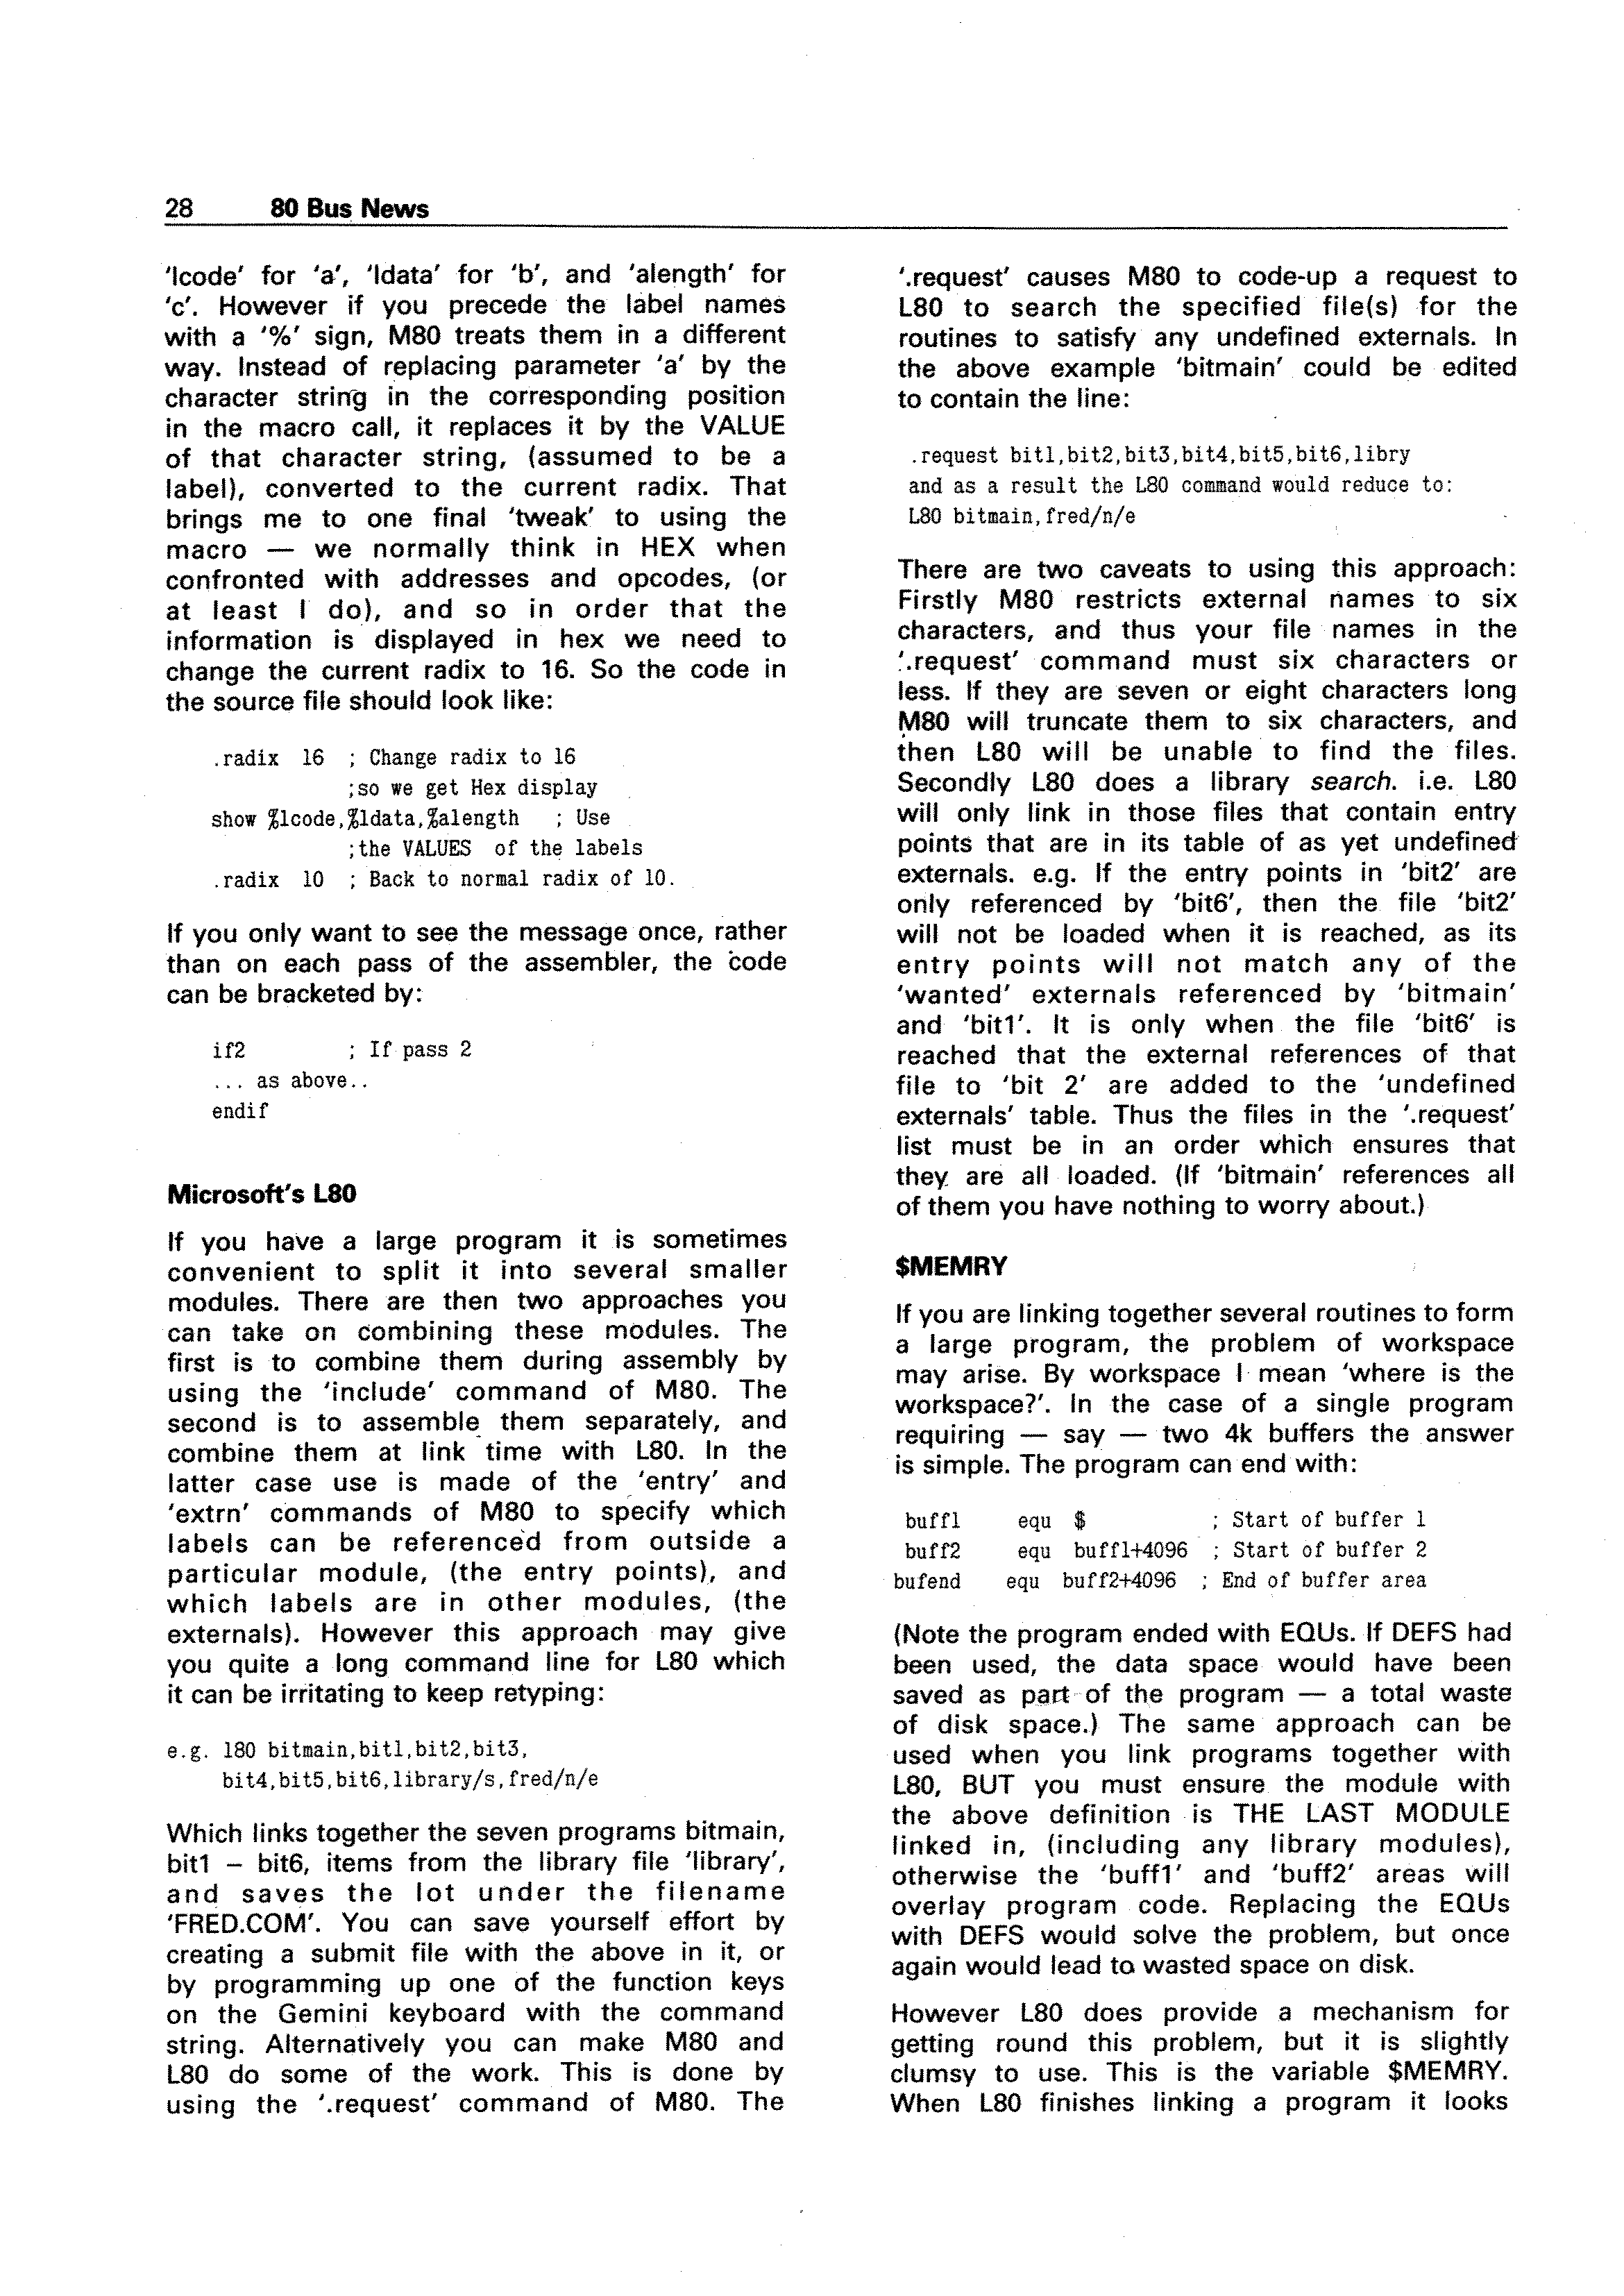 28 80 Bus News
'lcode' for 'a', 'ldata' for 'b', and 'alength' for
'c'. However if you precede the label names
with a '%' sign, M80 treats them in a different
way. Instead of replacing parameter 'a' by the
character string in the corresponding position
in the macro call, it replaces it by the VALUE
of that character string, (assumed to be a
label), converted to the current radix. That
brings me to one final 'tweak' to using the
macro — we normally think in HEX when
confronted with addresses and opcodes, (or
at least I do), and so in order that the
information is displayed in hex we need to
change the current radix to 16. So the code in
the source file should look like:
.radix 16 ; Change radix to 16
;so we get Hex display
show %lcode,%ldata,%alength ; Use
;the VALUES of the labels
.radix 10 ; Back to normal radix of 10.
If you only want to see the message once, rather
than on each pass of the assembler, the code
can be bracketed by:
if2 ; If pass 2
... as above..
endif
Microsoft's L80
If you have a large program it is sometimes
convenient to split it into several smaller
modules. There are then two approaches you
can take on combining these modules. The
first is to combine them during assembly by
using the 'include' command of M80. The
second is to assemble them separately, and
combine them at link time with L80. In the
latter case use is made of the 'entry' and
'extrn' commands of M80 to specify which
labels can be referenced from outside a
particular module, (the entry points), and
which labels are in other modules, (the
externals). However this approach may give
you quite a long command line for L80 which
it can be irritating to keep retyping:
e.g. l80 bitmain,bit1,bit2,bit3,
bit4,bit5,bit6,library/s,fred/n/e
Which links together the seven programs bitmain,
bit1 – bit6, items from the library file 'library',
and saves the lot under the filename
'FRED.COM'. You can save yourself effort by
creating a submit file with the above in it, or
by programming up one of the function keys
on the Gemini keyboard with the command
string. Alternatively you can make M80 and
L80 do some of the work. This is done by
using the '.request' command of M80. The
'.request' causes M80 to code-up a request to
L80 to search the specified file(s) for the
routines to satisfy any undefined externals. In
the above example 'bitmain' could be edited
to contain the line:
.request bit1,bit2,bit3,bit4,bit5,bit6,libry
and as a result the L80 command would reduce to:
L80 bitmain,fred/n/e
There are two caveats to using this approach:
Firstly M80 restricts external names to six
characters, and thus your file names in the
'.request' command must six characters or
less. If they are seven or eight characters long
M80 will truncate them to six characters, and
then L80 will be unable to find the files.
Secondly L80 does a library search. i.e. L80
will only link in those files that contain entry
points that are in its table of as yet undefined
externals. e.g. If the entry points in 'bit2' are
only referenced by 'bit6', then the file 'bit2'
will not be loaded when it is reached, as its
entry points will not match any of the
'wanted' externals referenced by 'bitmain'
and 'bit1'. It is only when the file 'bit6' is
reached that the external references of that
file to 'bit 2' are added to the 'undefined
externals' table. Thus the files in the '.request'
list must be in an order which ensures that
they are all loaded. (If 'bitmain' references all
of them you have nothing to worry about.)
$MEMRY
If you are linking together several routines to form
a large program, the problem of workspace
may arise. By workspace I mean 'where is the
workspace?'. In the case of a single program
requiring — say — two 4k buffers the answer
is simple. The program can end with:
buff1 equ $ ; Start of buffer 1
buff2 equ buff1+4096 ; Start of buffer 2
bufend equ buff2+4096 ; End of buffer area
(Note the program ended with EQUs. If DEFS had
been used, the data space would have been
saved as part of the program — a total waste
of disk space.) The same approach can be
used when you link programs together with
L80, BUT you must ensure the module with
the above definition is THE LAST MODULE
linked in, (including any library modules),
otherwise the 'buff1' and 'buff2' areas will
overlay program code. Replacing the EQUs
with DEFS would solve the problem, but once
again would lead to wasted space on disk.
However L80 does provide a mechanism for
getting round this problem, but it is slightly
clumsy to use. This is the variable $MEMRY.
When L80 finishes linking a program it looks